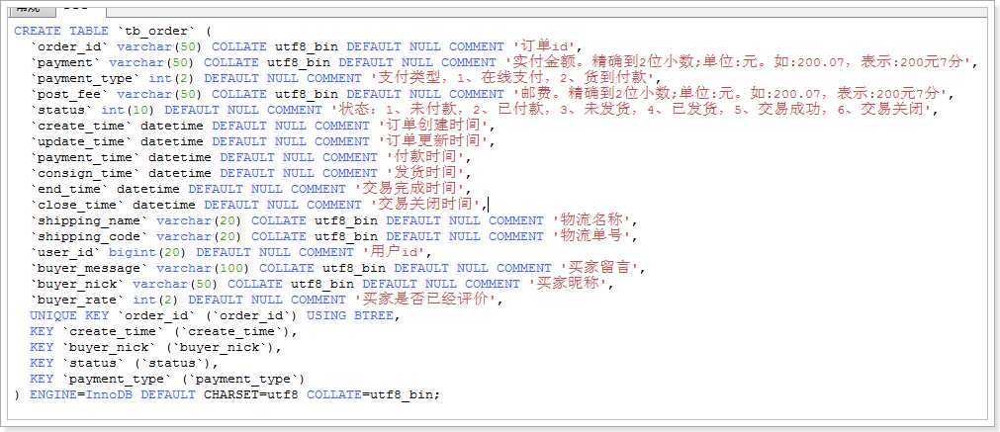 CREATE TABLE `tb_order` (
`order_id` varchar(50) COLLATE utf8_bin DEFAULT NULL COMMENT '订单id',
`payment` varchar(50) COLLATE utf8_bin DEFAULT NULL COMMENT '实付金额。精确到2位小数;单位:元。如:200.07，表示:200元7分',
`payment_type` int(2) DEFAULT NULL COMMENT '支付类型，1、在线支付，2、货到付款',
`post_fee` varchar(50) COLLATE utf8_bin DEFAULT NULL COMMENT '邮费。精确到2位小数;单位:元。如:200.07，表示:200元7分',
`status` int(10) DEFAULT NULL COMMENT '状态：1、未付款，2、已付款，3、未发货，4、已发货，5、交易成功，6、交易关闭',
`create_time` datetime DEFAULT NULL COMMENT '订单创建时间',
`update_time` datetime DEFAULT NULL COMMENT '订单更新时间',
`payment_time` datetime DEFAULT NULL COMMENT '付款时间',
`consign_time` datetime DEFAULT NULL COMMENT '发货时间',
`end_time` datetime DEFAULT NULL COMMENT '交易完成时间',
`close_time` datetime DEFAULT NULL COMMENT '交易关闭时间',
`shipping_name` varchar(20) COLLATE utf8_bin DEFAULT NULL COMMENT '物流名称',
`shipping_code` varchar(20) COLLATE utf8_bin DEFAULT NULL COMMENT '物流单号',
`user_id` bigint(20) DEFAULT NULL COMMENT '用户id',
`buyer_message` varchar(100) COLLATE utf8_bin DEFAULT NULL COMMENT '买家留言',
`buyer_nick` varchar(50) COLLATE utf8_bin DEFAULT NULL COMMENT '买家昵称',
`buyer_rate` int(2) DEFAULT NULL COMMENT '买家是否已经评价',
UNIQUE KEY `order_id` (`order_id`) USING BTREE,
KEY `create_time` (`create_time`),
KEY `buyer_nick` (`buyer_nick`),
KEY `status` (`status`),
KEY `payment_type` (`payment_type`)
) ENGINE=InnoDB DEFAULT CHARSET=utf8 COLLATE=utf8_bin;